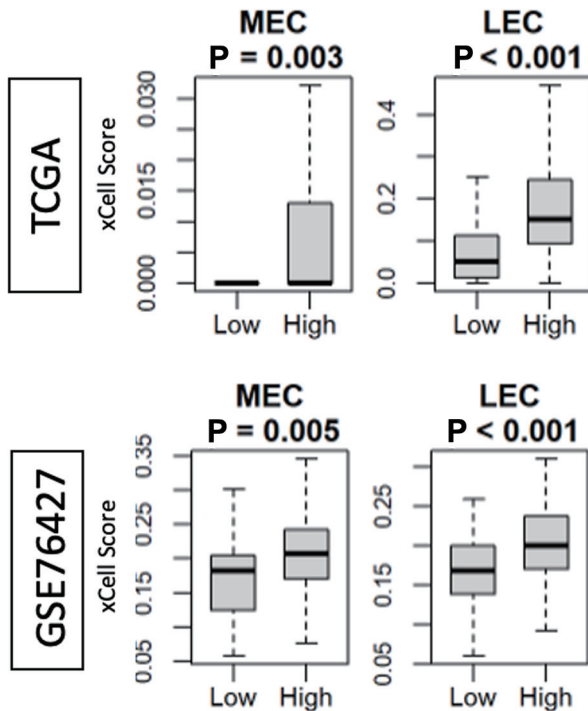 MEC
P = 0.003
LEC
P < 0.001
TCGA
xCell Score
0.030
0.015
0.000
Low High
0.4
0.2
0.0
Low High
MEC
P = 0.005
LEC
P < 0.001
GSE76427
xCell Score
0.35
0.25
0.15
0.05
Low High
0.25
0.15
0.05
Low High